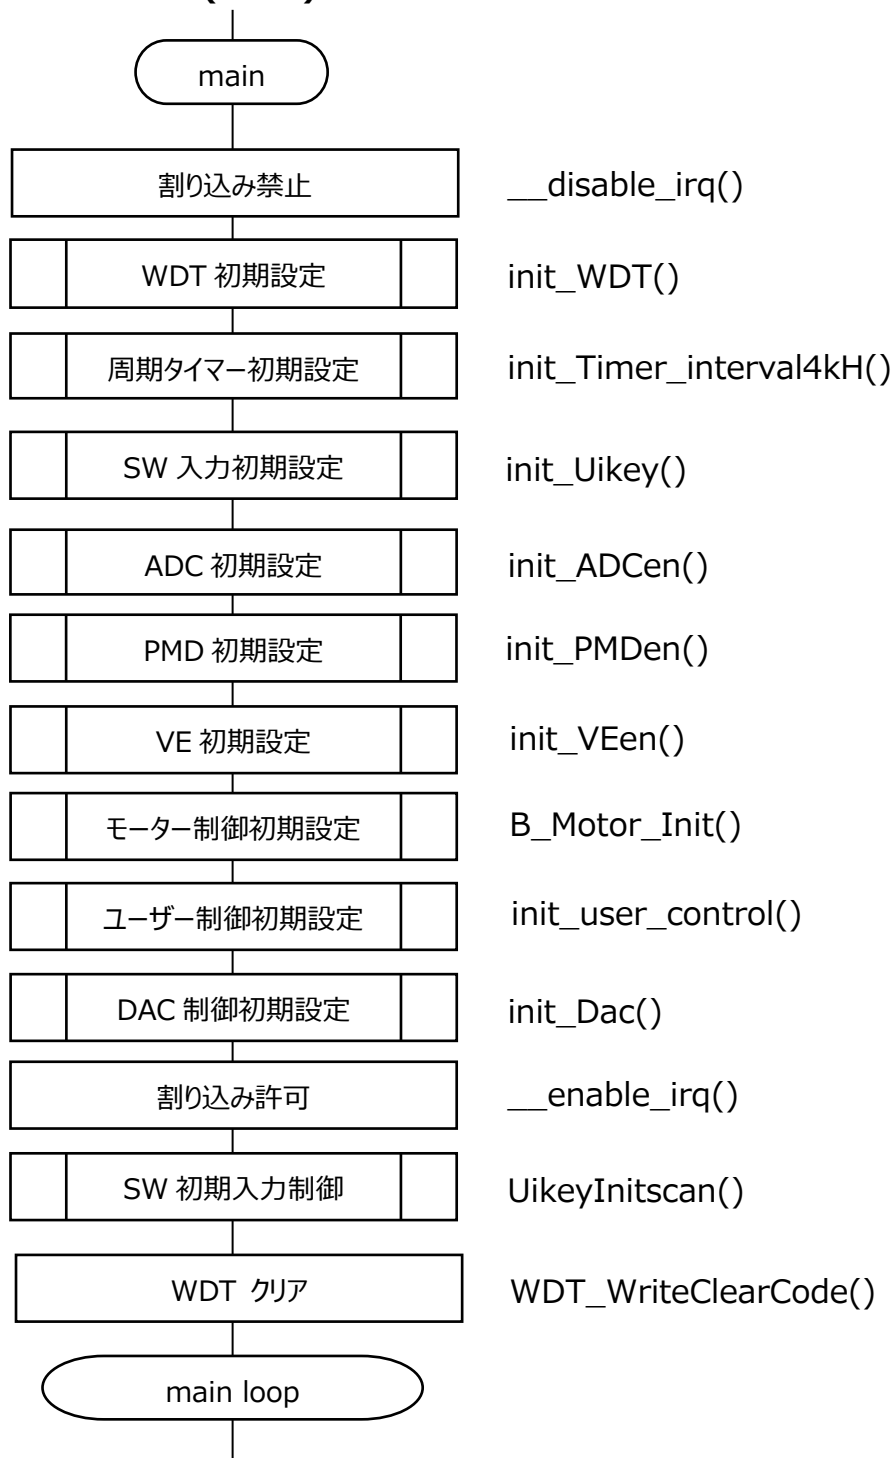 main
割り込み禁止 __disable_irq()
WDT 初期設定 init_WDT()
周期タイマー初期設定 init_Timer_interval4kH()
SW 入力初期設定 init_Uikey()
ADC 初期設定 init_ADCen()
PMD 初期設定 init_PMDen()
VE 初期設定 init_VEen()
モーター制御初期設定 B_Motor_Init()
ユーザー制御初期設定 init_user_control()
DAC 制御初期設定 init_Dac()
割り込み許可 __enable_irq()
SW 初期入力制御 UikeyInitscan()
WDT クリア WDT_WriteClearCode()
main loop